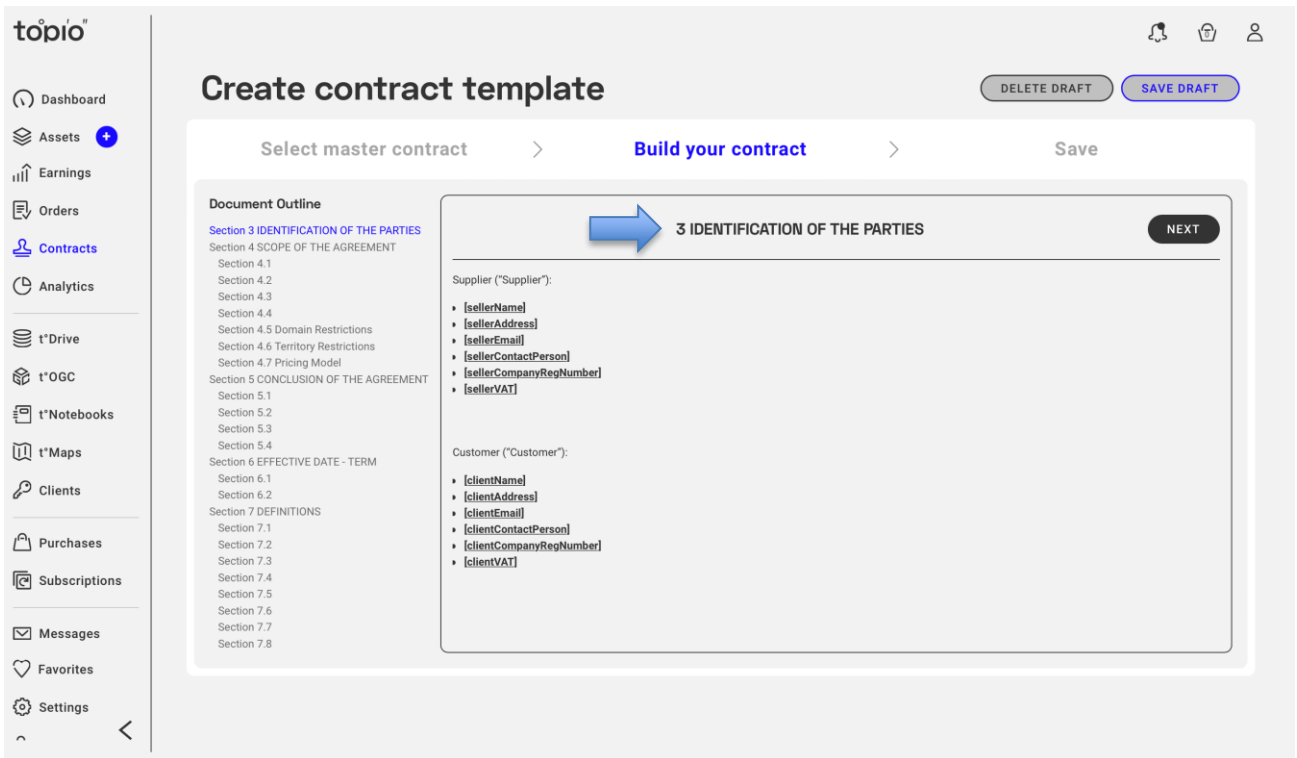 topio
Create contract template
DELETE DRAFT
SAVE DRAFT
Dashboard
Assets +
Earnings
Orders
Contracts
Analytics
t°Drive
t°OGC
t°Notebooks
t°Maps
Clients
Purchases
Subscriptions
Messages
Favorites
Settings
Select master contract
Build your contract
Save
Document Outline
Section 3 IDENTIFICATION OF THE PARTIES
Section 4 SCOPE OF THE AGREEMENT
Section 4.1
Section 4.2
Section 4.3
Section 4.4
Section 4.5 Domain Restrictions
Section 4.6 Territory Restrictions
Section 4.7 Pricing Model
Section 5 CONCLUSION OF THE AGREEMENT
Section 5.1
Section 5.2
Section 5.3
Section 5.4
Section 6 EFFECTIVE DATE - TERM
Section 6.1
Section 6.2
Section 7 DEFINITIONS
Section 7.1
Section 7.2
Section 7.3
Section 7.4
Section 7.5
Section 7.6
Section 7.7
Section 7.8
3 IDENTIFICATION OF THE PARTIES
NEXT
Supplier ("Supplier"):
[sellerName]
[sellerAddress]
[sellerEmail]
[sellerContactPerson]
[sellerCompanyRegNumber]
[sellerVAT]
Customer ("Customer"):
[clientName]
[clientAddress]
[clientEmail]
[clientContactPerson]
[clientCompanyRegNumber]
[clientVAT]